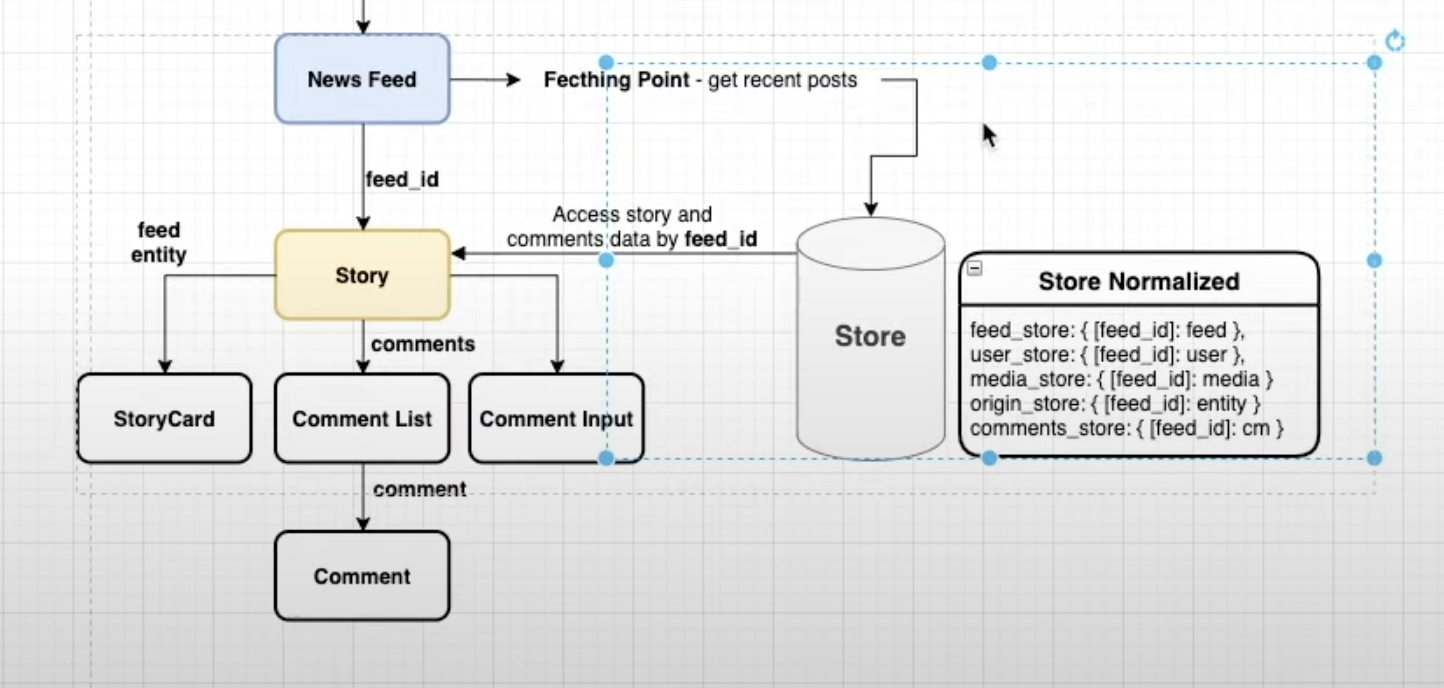 News Feed
Fecthing Point - get recent posts
feed_id
feed
entity
Access story and
comments data by feed_id
Story
Store
Store Normalized
feed_store: { [feed_id]: feed },
user_store: { [feed_id]: user },
media_store: { [feed_id]: media }
origin_store: { [feed_id]: entity }
comments_store: { [feed_id]: cm }
comments
StoryCard
Comment List
Comment Input
comment
Comment